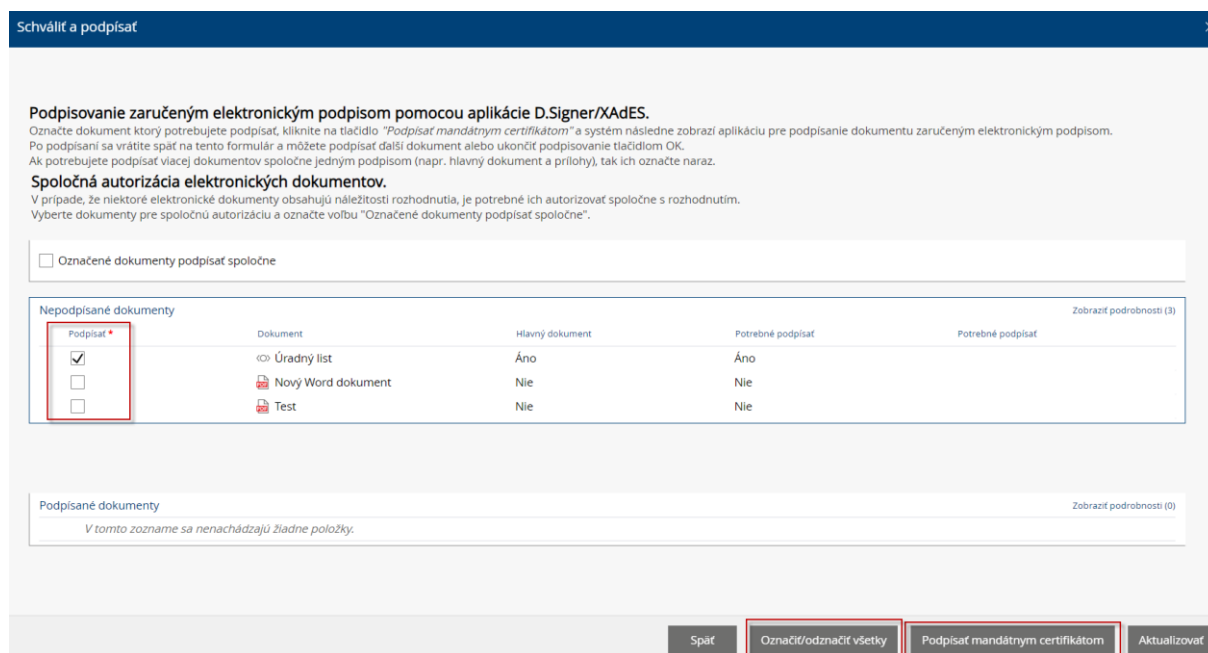 Schváliť a podpísať
Podpisovanie zaručeným elektronickým podpisom pomocou aplikácie D.Signer/XAdES.
Označte dokument ktorý potrebujete podpísať, kliknite na tlačidlo "Podpísať mandátnym certifikátom" a systém následne zobrazí aplikáciu pre podpísanie dokumentu zaručeným elektronickým podpisom.
Po podpísaní sa vrátite späť na tento formulár a môžete podpísať ďalší dokument alebo ukončiť podpisovanie tlačidlom OK.
Ak potrebujete podpísať viacej dokumentov spoločne jedným podpisom (napr. hlavný dokument a prílohy), tak ich označte naraz.
Spoločná autorizácia elektronických dokumentov.
V prípade, že niektoré elektronické dokumenty obsahujú náležitosti rozhodnutia, je potrebné ich autorizovať spoločne s rozhodnutím.
Vyberte dokumenty pre spoločnú autorizáciu a označte voľbu "Označené dokumenty podpísať spoločne".
Označené dokumenty podpísať spoločne
Nepodpísané dokumenty Zobraziť podrobnosti (3)
Podpísať * Dokument Hlavný dokument Potrebné podpísať Potrebné podpísať
Úradný list Áno Áno
Nový Word dokument Nie Nie
Test Nie Nie
Podpísané dokumenty Zobraziť podrobnosti (0)
V tomto zozname sa nenachádzajú žiadne položky.
Späť Označiť/odznačiť všetky Podpísať mandátnym certifikátom Aktualizovať